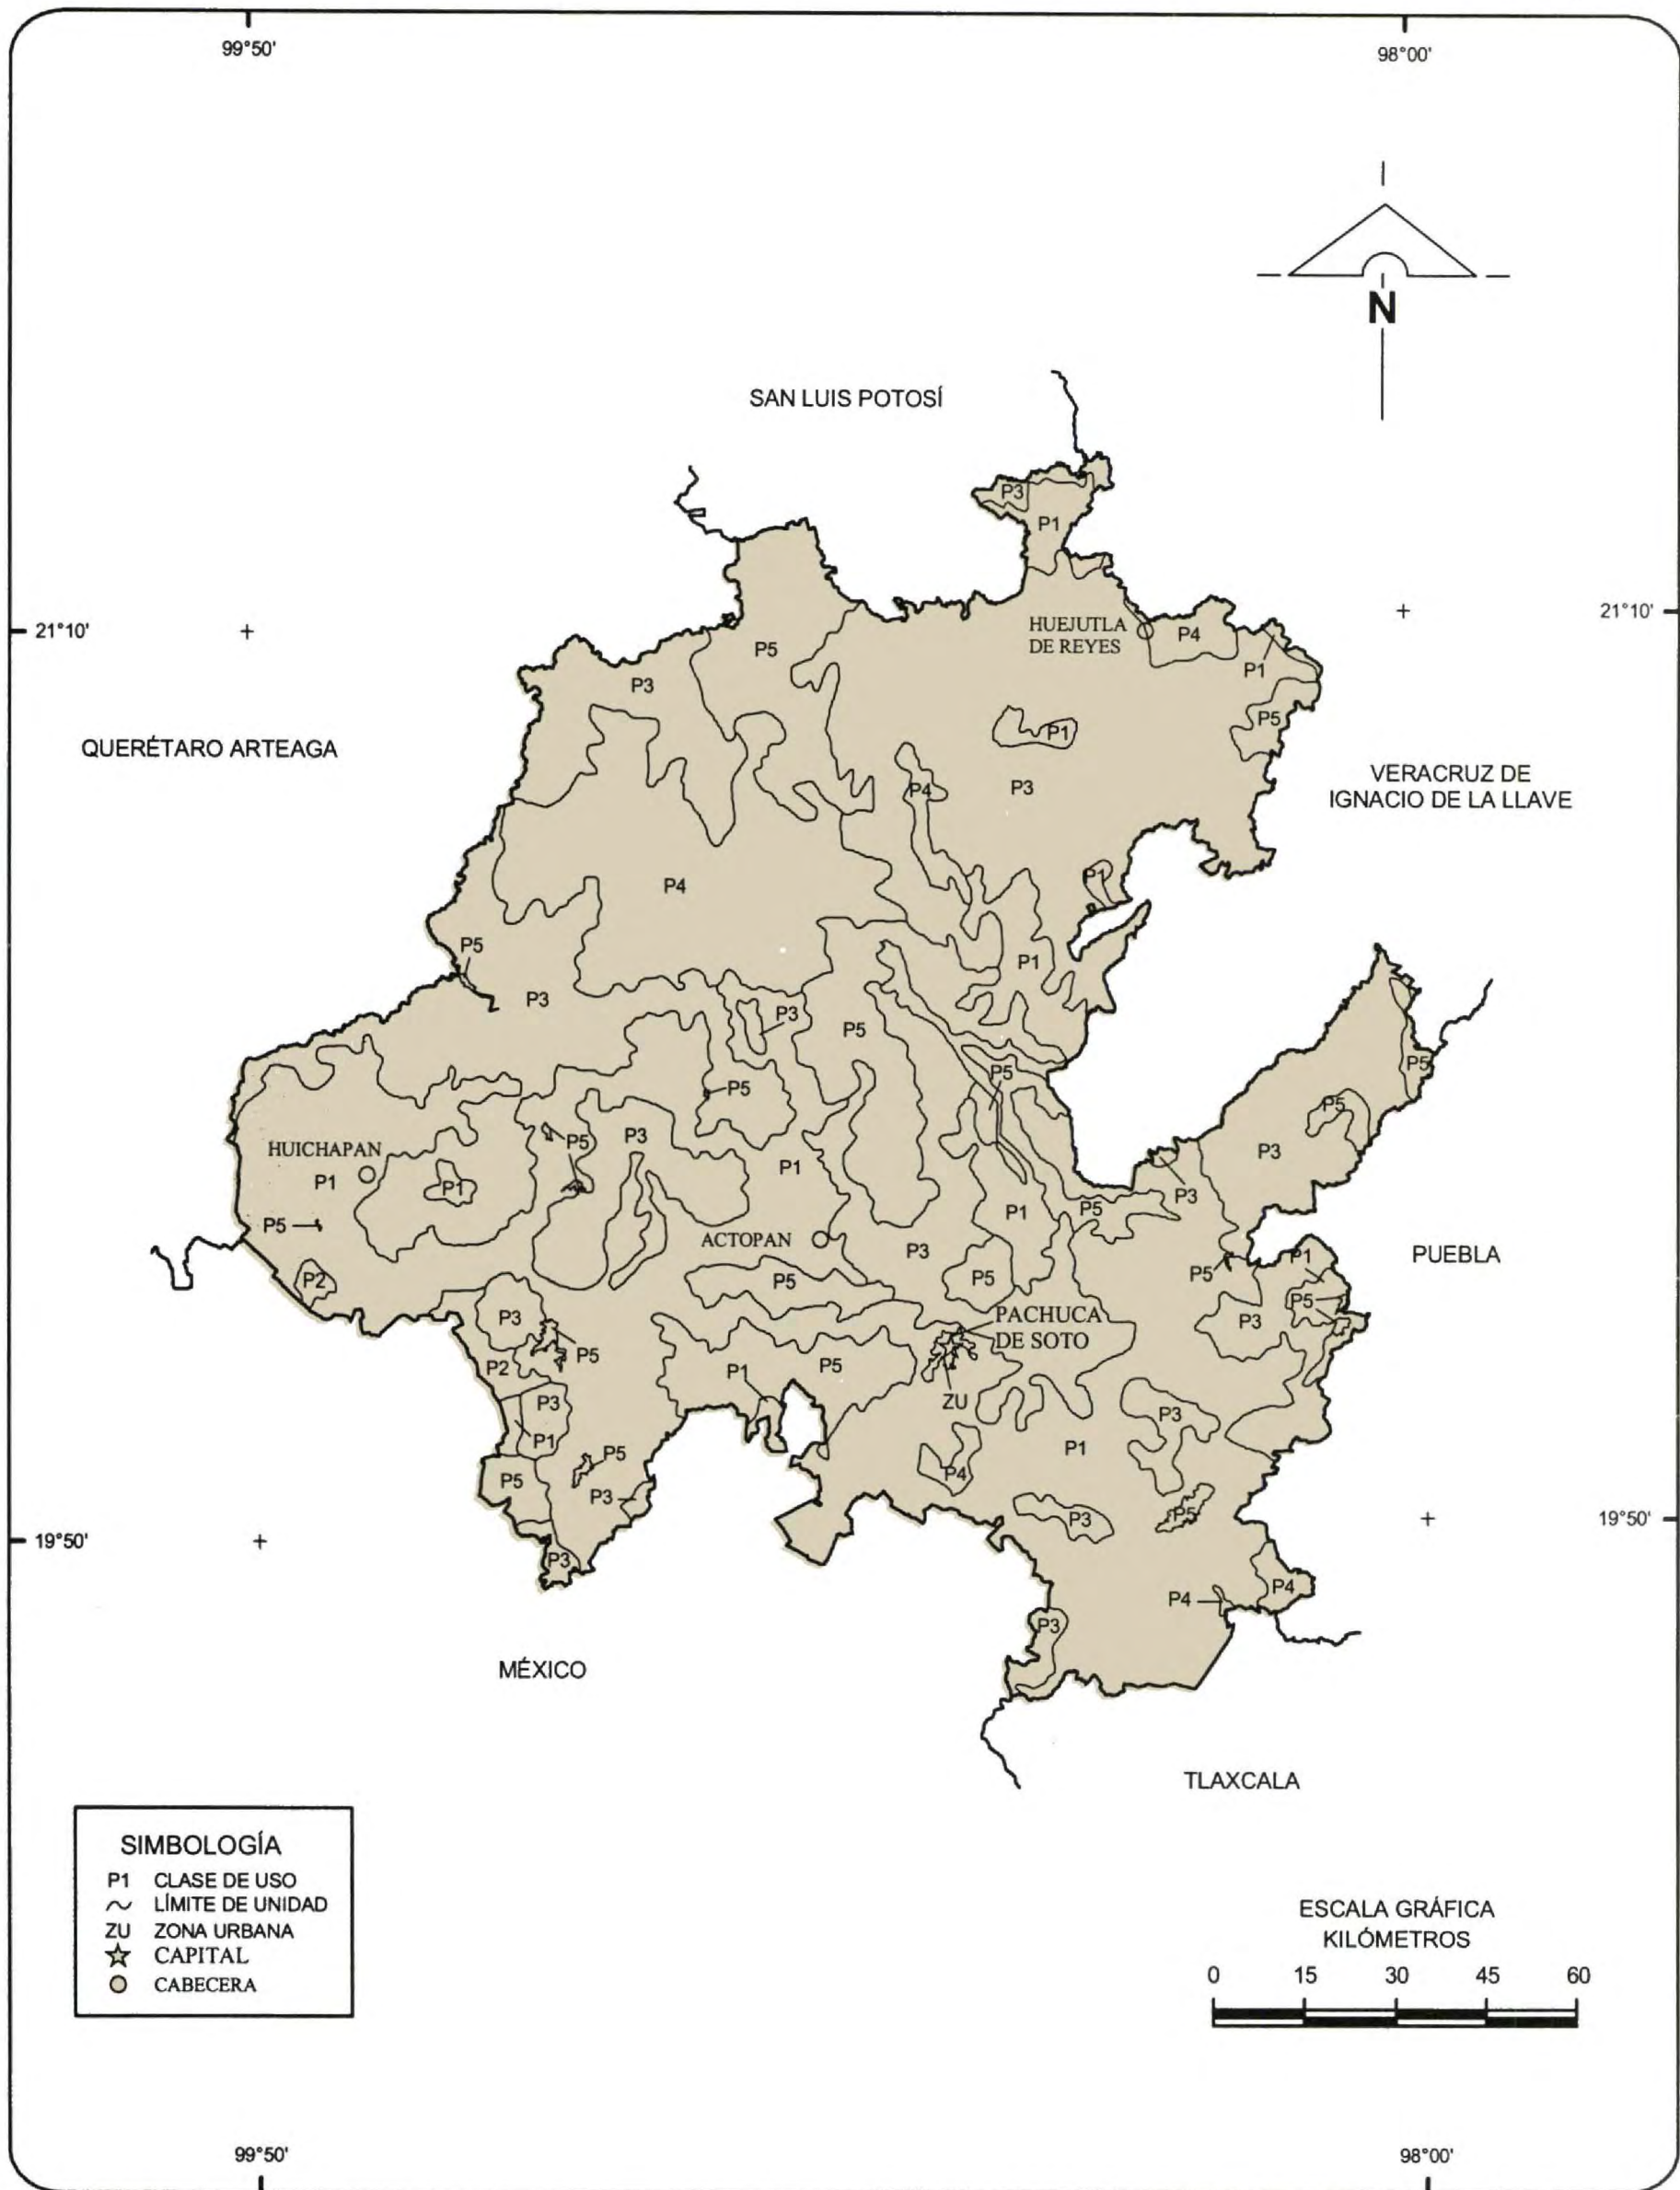 99°50'
98°00'
N
SAN LUIS POTOSÍ
P3
P1
21°10'
HUEJUTLA
DE REYES
P4
21°10'
P5
P1
P3
P5
QUERÉTARO ARTEAGA
P1
VERACRUZ DE
IGNACIO DE LA LLAVE
P4
P3
P4
P1
P5
P1
P3
P3
P5
P5
P5
P5
P5
HUICHAPAN
P5
P3
P3
P1
P1
P1
P3
P5
P1
P5
ACTOPAN
P3
P1
PUEBLA
P2
P5
P5
P5
P5
P3
PACHUCA
DE SOTO
P3
P5
P2
P1
P5
P3
ZU
P3
P1
P1
P5
P5
P4
P3
P3
P5
19°50'
19°50'
P3
P4
P4
P3
MÉXICO
TLAXCALA
SIMBOLOGÍA
P1 CLASE DE USO
LÍMITE DE UNIDAD
ZU ZONA URBANA
CAPITAL
CABECERA
ESCALA GRÁFICA
KILÓMETROS
0 15 30 45 60
99°50'
98°00'